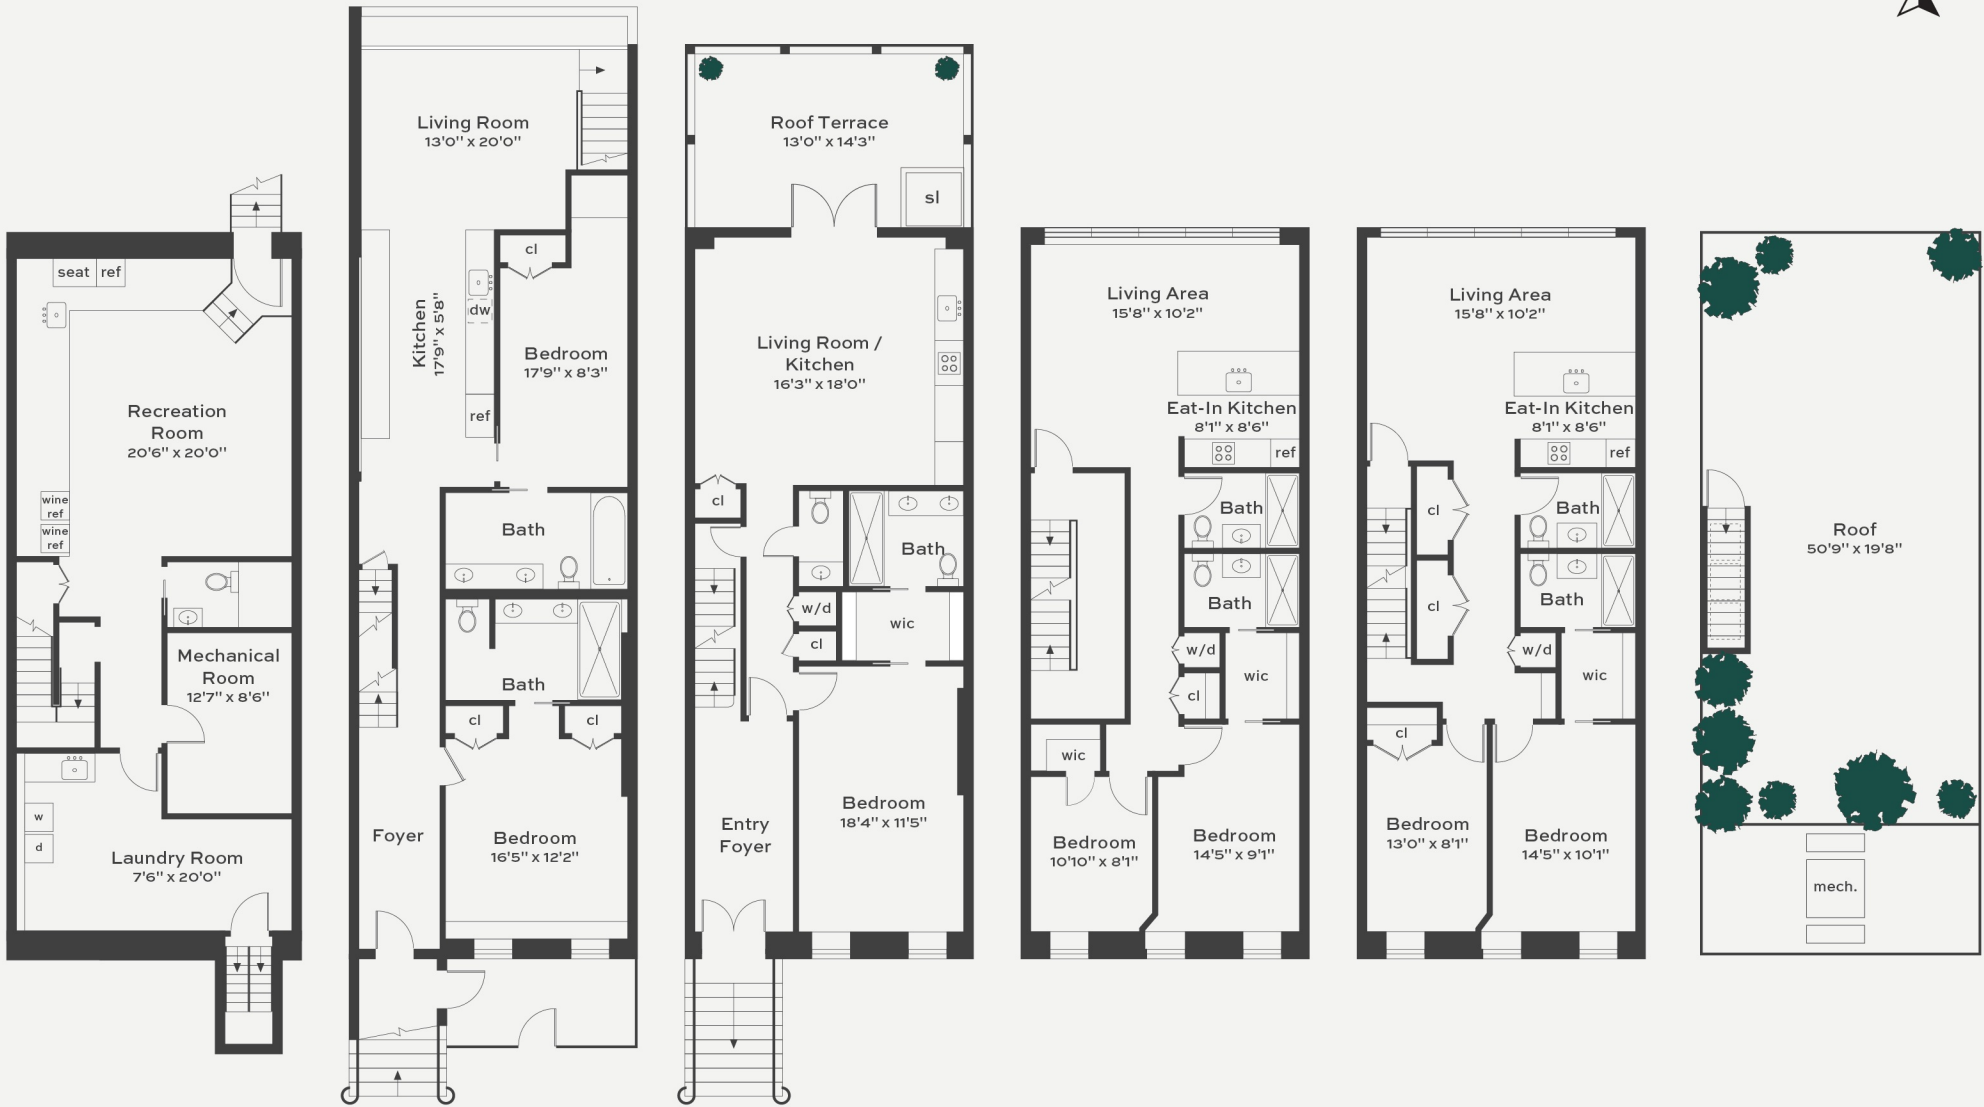 seat ref
Recreation
Room
20'6" x 20'0"
wine
ref
wine
ref
Mechanical
Room
12'7" x 8'6"
w
d
Laundry Room
7'6" x 20'0"
Living Room
13'0" x 20'0"
cl
dw
Kitchen
17'9" x 5'8"
Bedroom
17'9" x 8'3"
ref
Bath
Bath
cl
cl
Foyer
Bedroom
16'5" x 12'2"
Roof Terrace
13'0" x 14'3"
sl
Living Room /
Kitchen
16'3" x 18'0"
cl
Bath
w/d
wic
cl
Bedroom
18'4" x 11'5"
Entry
Foyer
Living Area
15'8" x 10'2"
Eat-In Kitchen
8'1" x 8'6"
ref
Bath
Bath
w/d
wic
cl
wic
Bedroom
10'10" x 8'1"
Bedroom
14'5" x 9'1"
Living Area
15'8" x 10'2"
Eat-In Kitchen
8'1" x 8'6"
ref
cl
Bath
cl
Bath
w/d
wic
cl
Bedroom
13'0" x 8'1"
Bedroom
14'5" x 10'1"
Roof
50'9" x 19'8"
mech.